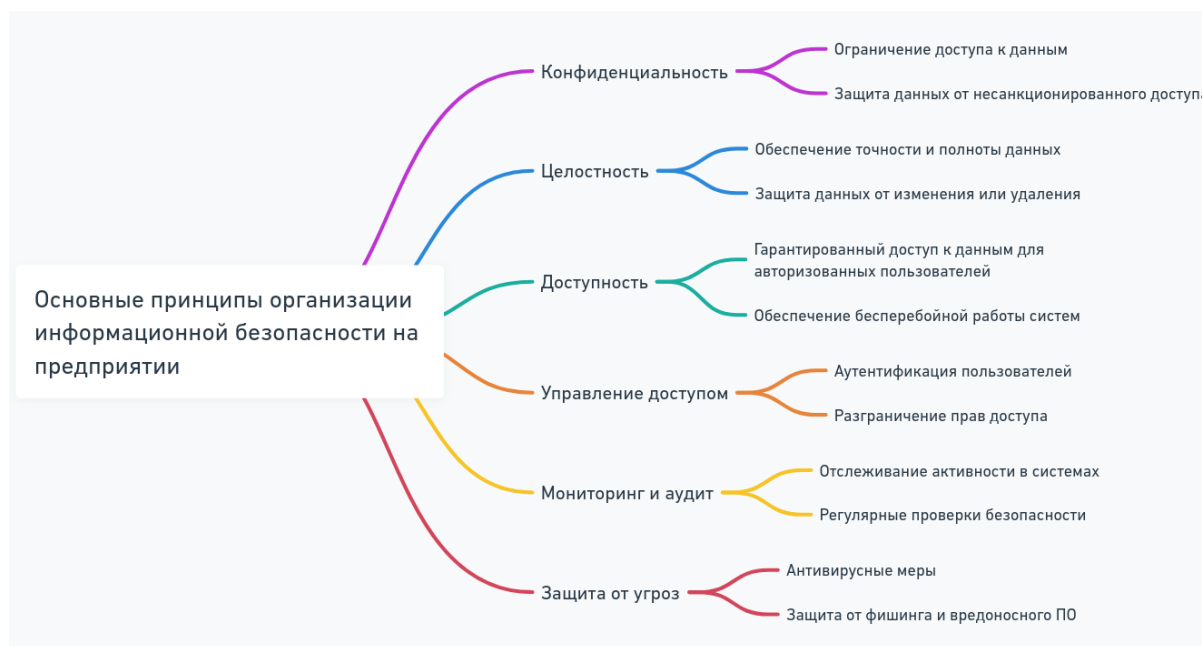 Основные принципы организации
информационной безопасности на
предприятии
Конфиденциальность
Ограничение доступа к данным
Защита данных от несанкционированного доступа
Целостность
Обеспечение точности и полноты данных
Защита данных от изменения или удаления
Доступность
Гарантированный доступ к данным для
авторизованных пользователей
Обеспечение бесперебойной работы систем
Управление доступом
Аутентификация пользователей
Разграничение прав доступа
Мониторинг и аудит
Отслеживание активности в системах
Регулярные проверки безопасности
Защита от угроз
Антивирусные меры
Защита от фишинга и вредоносного ПО